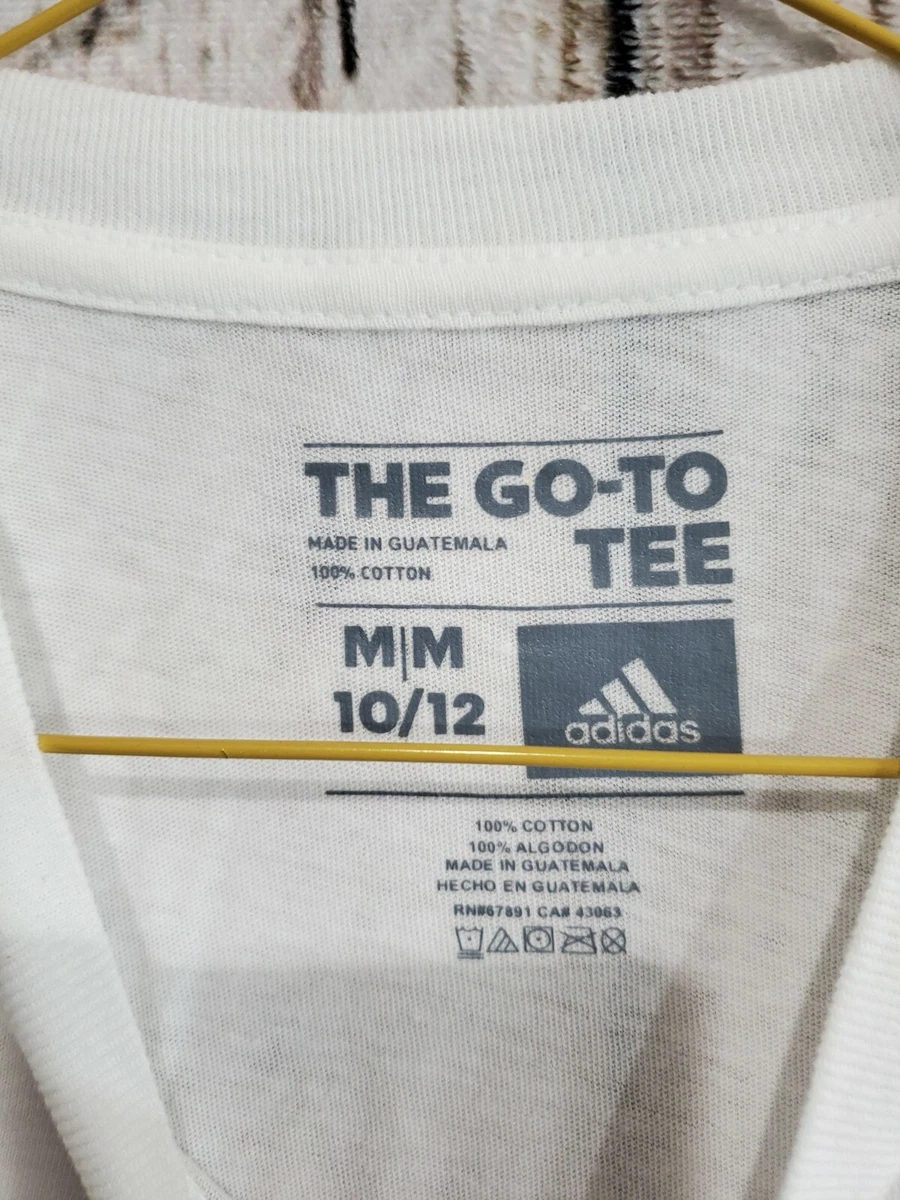 THE GO-TO
TEE
MADE IN GUATEMALA
100% COTTON
M|M
10/12
adidas
100% COTTON
100% ALGODON
MADE IN GUATEMALA
HECHO EN GUATEMALA
RN#67891 CA# 43063